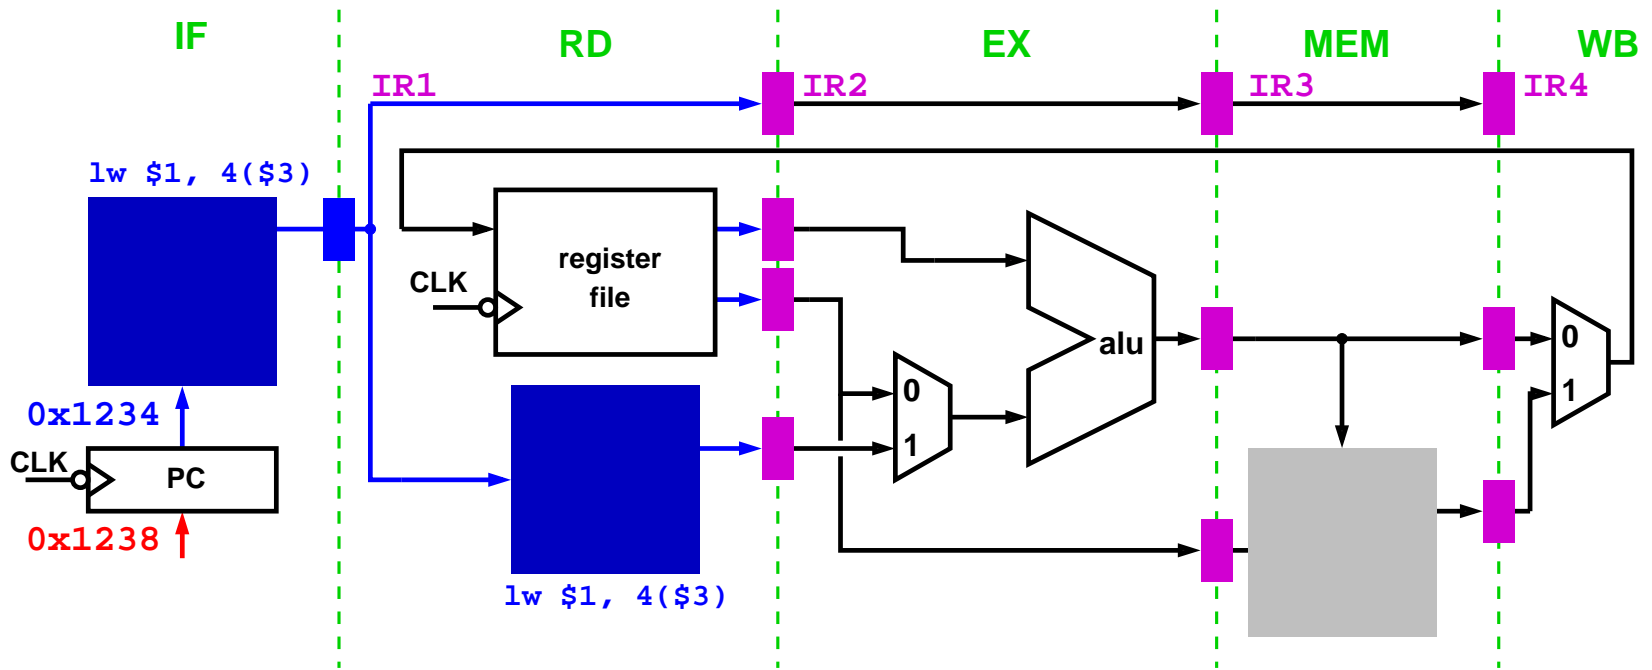 IF
RD
EX
MEM
WB
IR1
IR2
IR3
IR4
lw $1, 4($3)
register
file
CLK
alu
0
1
0
1
0x1234
CLK
PC
0x1238
lw $1, 4($3)